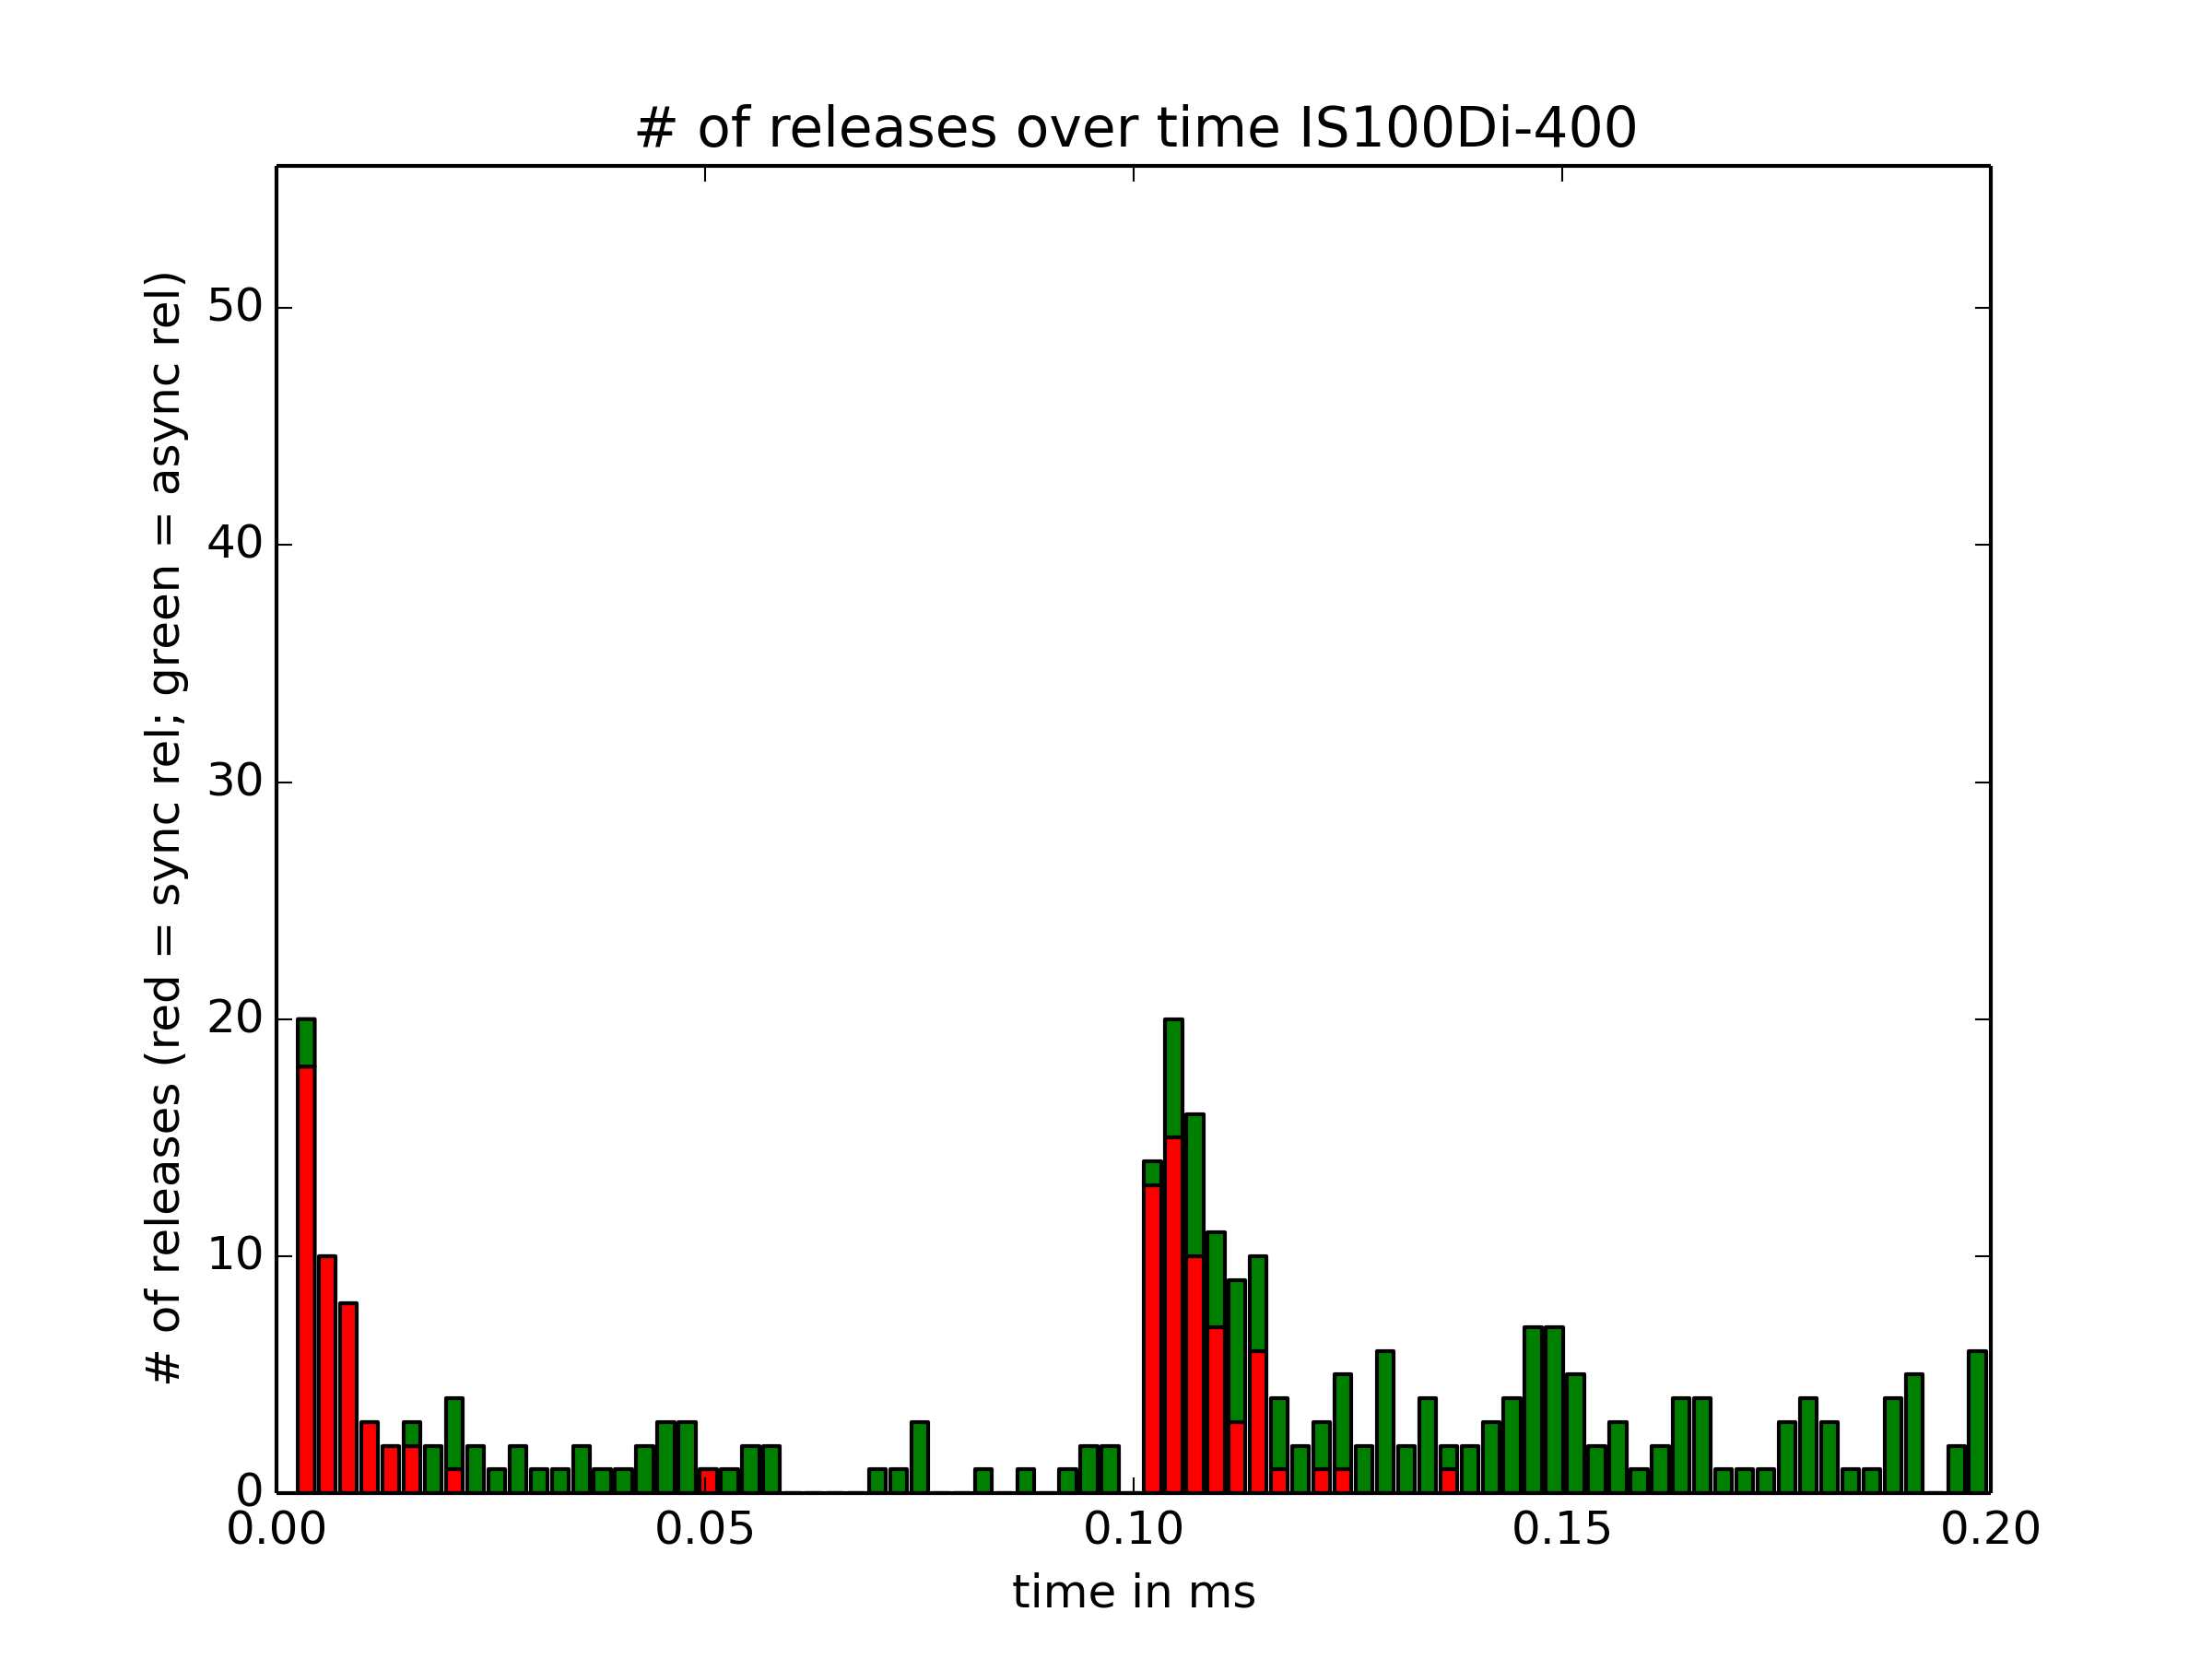 # of releases over time IS100Di-400
# of releases (red = sync rel; green = async rel)
50
40
30
20
10
0
0.00 0.05 0.10 0.15 0.20
time in ms